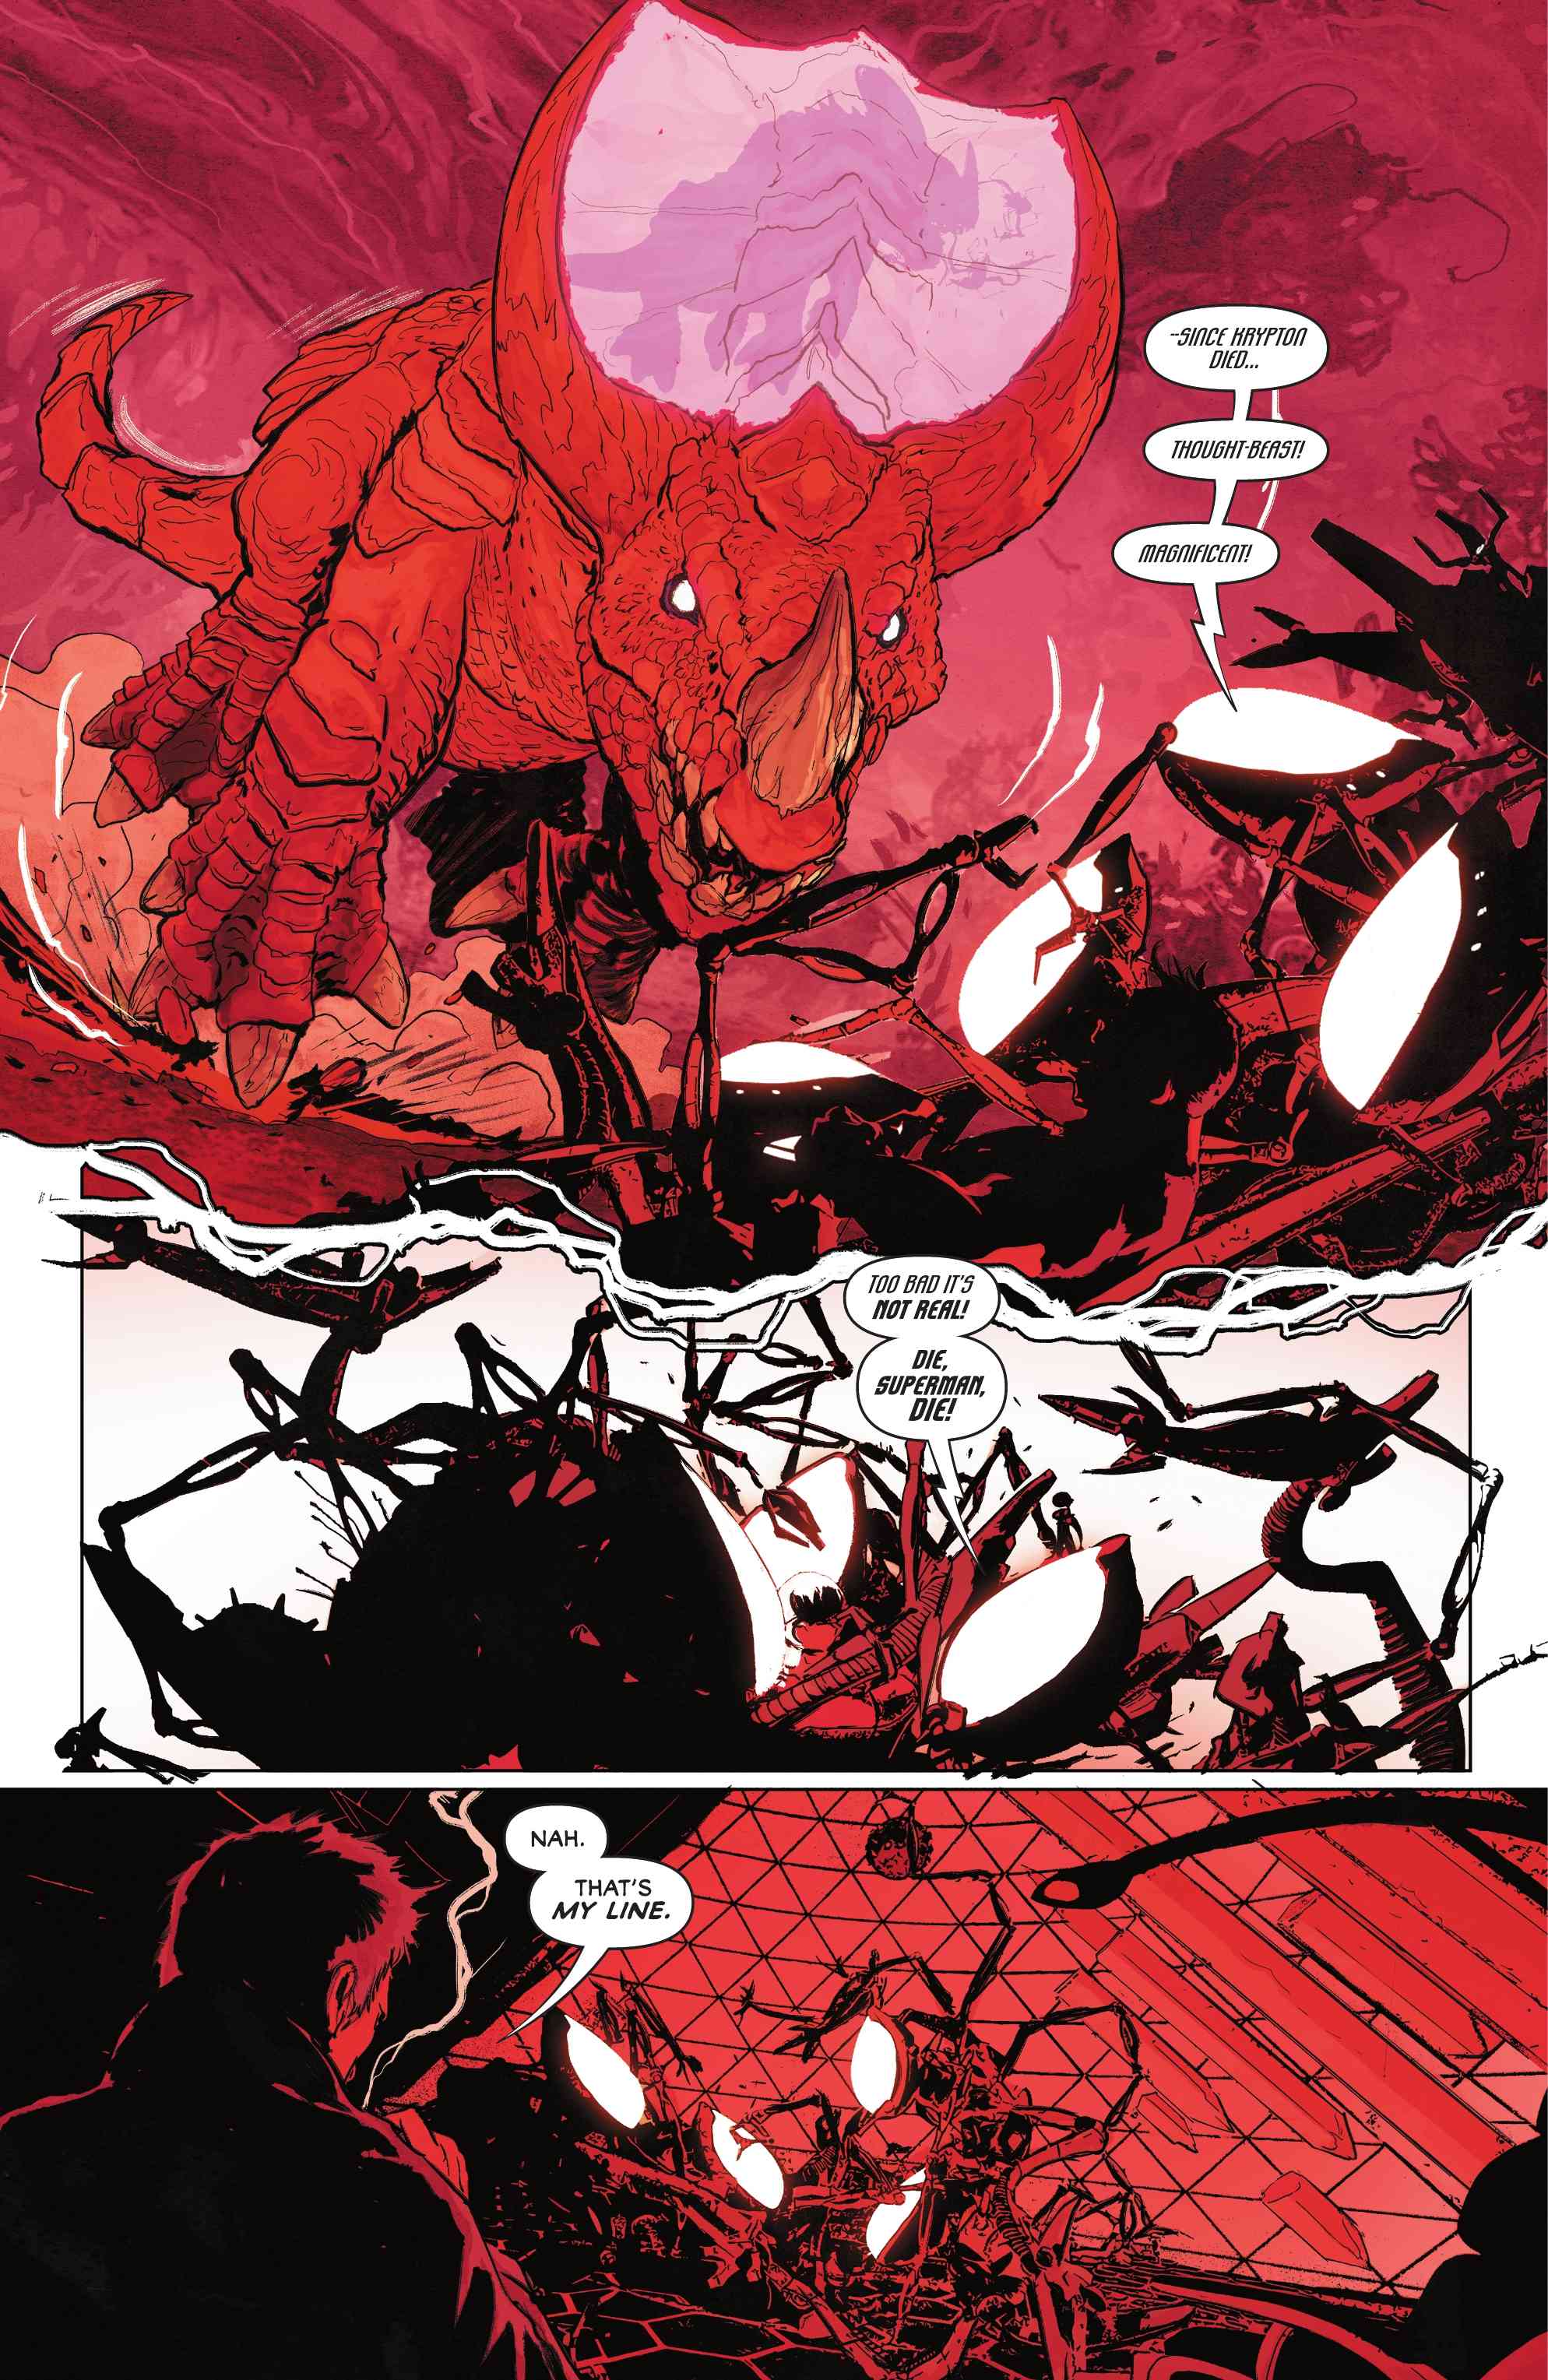 --SINCE KRYPTON
DIED...
THOUGHT-BEAST!
MAGNIFICENT!
TOO BAD IT'S
NOT REAL!
DIE,
SUPERMAN,
DIE!
NAH.
THAT'S
MY LINE.